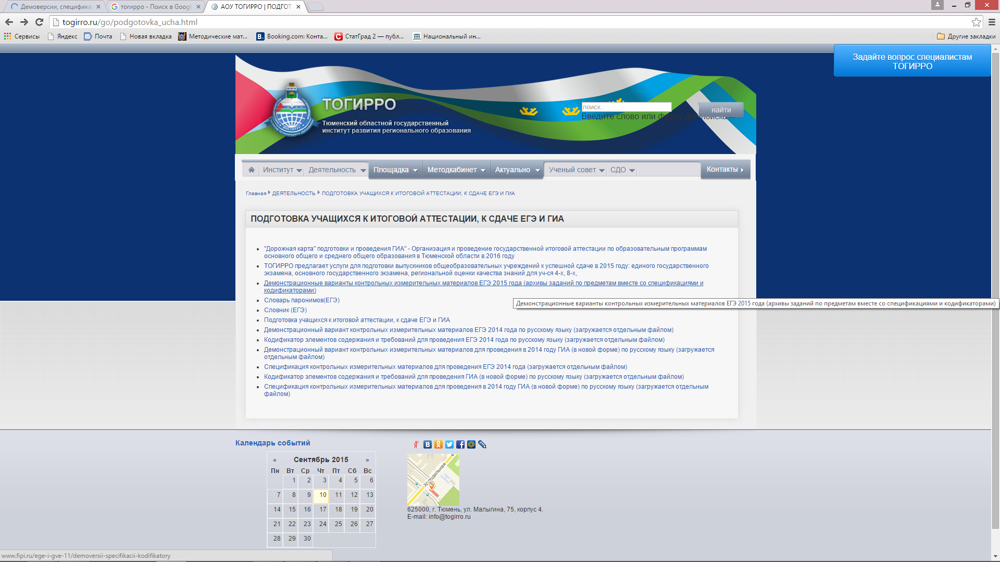 Демоверсии, специфика
тогирро - Поиск в Googl
АОУ ТОГИРРО | ПОДГОТ
togirro.ru/go/podgotovka_ucha.html
Сервисы
Яндекс
Почта
Новая вкладка
Методические мат...
Booking.com: Конта...
СтатГрад 2 — публ...
Национальный ин...
Другие закладки
Задайте вопрос специалистам
ТОГИРРО
ТОГИРРО
Тюменский областной государственный
институт развития регионального образования
поиск..
Введите слово или фразу для поиска
найти
Институт
Деятельность
Площадка
Методкабинет
Актуально
Ученый совет
СДО
Контакты
Главная ДЕЯТЕЛЬНОСТЬ ПОДГОТОВКА УЧАЩИХСЯ К ИТОГОВОЙ АТТЕСТАЦИИ, К СДАЧЕ ЕГЭ И ГИА
ПОДГОТОВКА УЧАЩИХСЯ К ИТОГОВОЙ АТТЕСТАЦИИ, К СДАЧЕ ЕГЭ И ГИА
"Дорожная карта" подготовки и проведения ГИА" - Организация и проведение государственной итоговой аттестации по образовательным программам
основного общего и среднего общего образования в Тюменской области в 2016 году
ТОГИРРО предлагает услуги для подготовки выпускников общеобразовательных учреждений к успешной сдаче в 2015 году: единого государственного
экзамена, основного государственного экзамена, региональной оценки качества знаний для уч-ся 4-х, 8-х,
Демонстрационные варианты контрольных измерительных материалов ЕГЭ 2015 года (архивы заданий по предметам вместе со спецификациями и
кодификаторами)
Словарь паронимов(ЕГЭ)
Демонстрационные варианты контрольных измерительных материалов ЕГЭ 2015 года (архивы заданий по предметам вместе со спецификациями и кодификаторами)
Словник (ЕГЭ)
Подготовка учащихся к итоговой аттестации, к сдаче ЕГЭ и ГИА
Демонстрационный вариант контрольных измерительных материалов ЕГЭ 2014 года по русскому языку (загружается отдельным файлом)
Кодификатор элементов содержания и требований для проведения ЕГЭ 2014 года по русскому языку (загружается отдельным файлом)
Демонстрационный вариант контрольных измерительных материалов для проведения в 2014 году ГИА (в новой форме) по русскому языку (загружается
отдельным файлом)
Спецификация контрольных измерительных материалов для проведения ЕГЭ 2014 года (загружается отдельным файлом)
Кодификатор элементов содержания и требований для проведения ГИА (в новой форме) по русскому языку (загружается отдельным файлом)
Спецификация контрольных измерительных материалов для проведения в 2014 году ГИА (в новой форме) по русскому языку (загружается отдельным
файлом)
Календарь событий
« Сентябрь 2015 »
Пн Вт Ср Чт Пт Сб Вс
1 2 3 4 5 6
7 8 9 10 11 12 13
14 15 16 17 18 19 20
21 22 23 24 25 26 27
28 29 30
625000, г. Тюмень, ул. Малыгина, 75, корпус 4.
E-mail: info@togirro.ru
www.fipi.ru/ege-i-gve-11/demoversii-specifikacii-kodifikatory